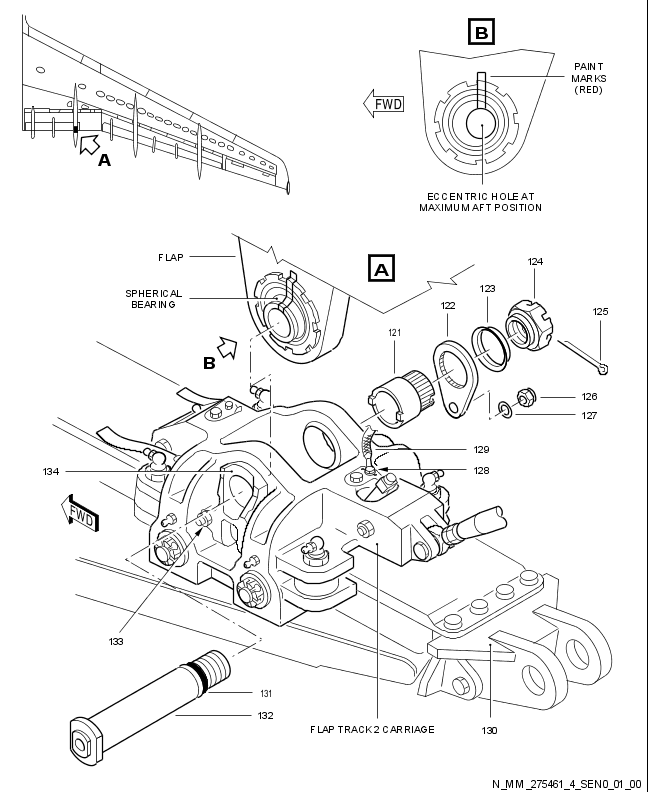 B
PAINT
MARKS
(RED)
FWD
A
ECCENTRIC HOLE AT
MAXIMUM AFT POSITION
FLAP
A
124
SPHERICAL
BEARING
123
122
125
121
B
126
127
129
134
128
FWD
133
131
132
FLAP TRACK 2 CARRIAGE
130
N_MM_275461_4_SEN0_01_00